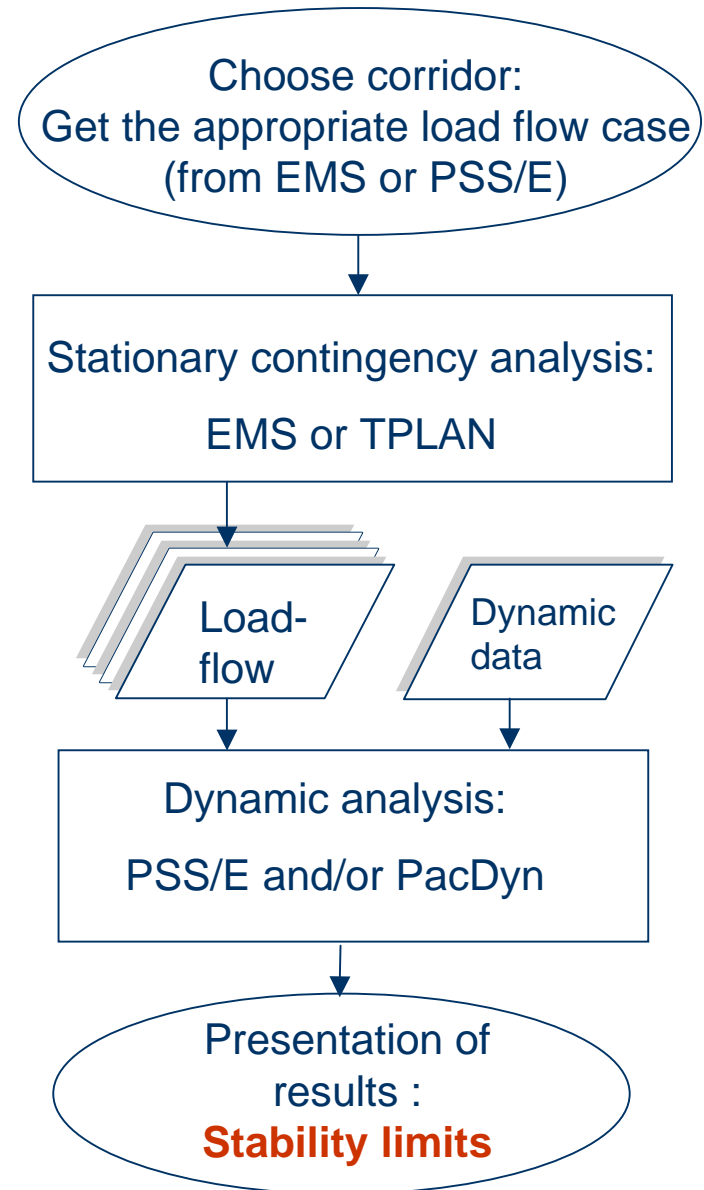 Choose corridor:
Get the appropriate load flow case
(from EMS or PSS/E)
Stationary contingency analysis:
EMS or TPLAN
Load-
flow
Dynamic
data
Dynamic analysis:
PSS/E and/or PacDyn
Presentation of
results :
Stability limits